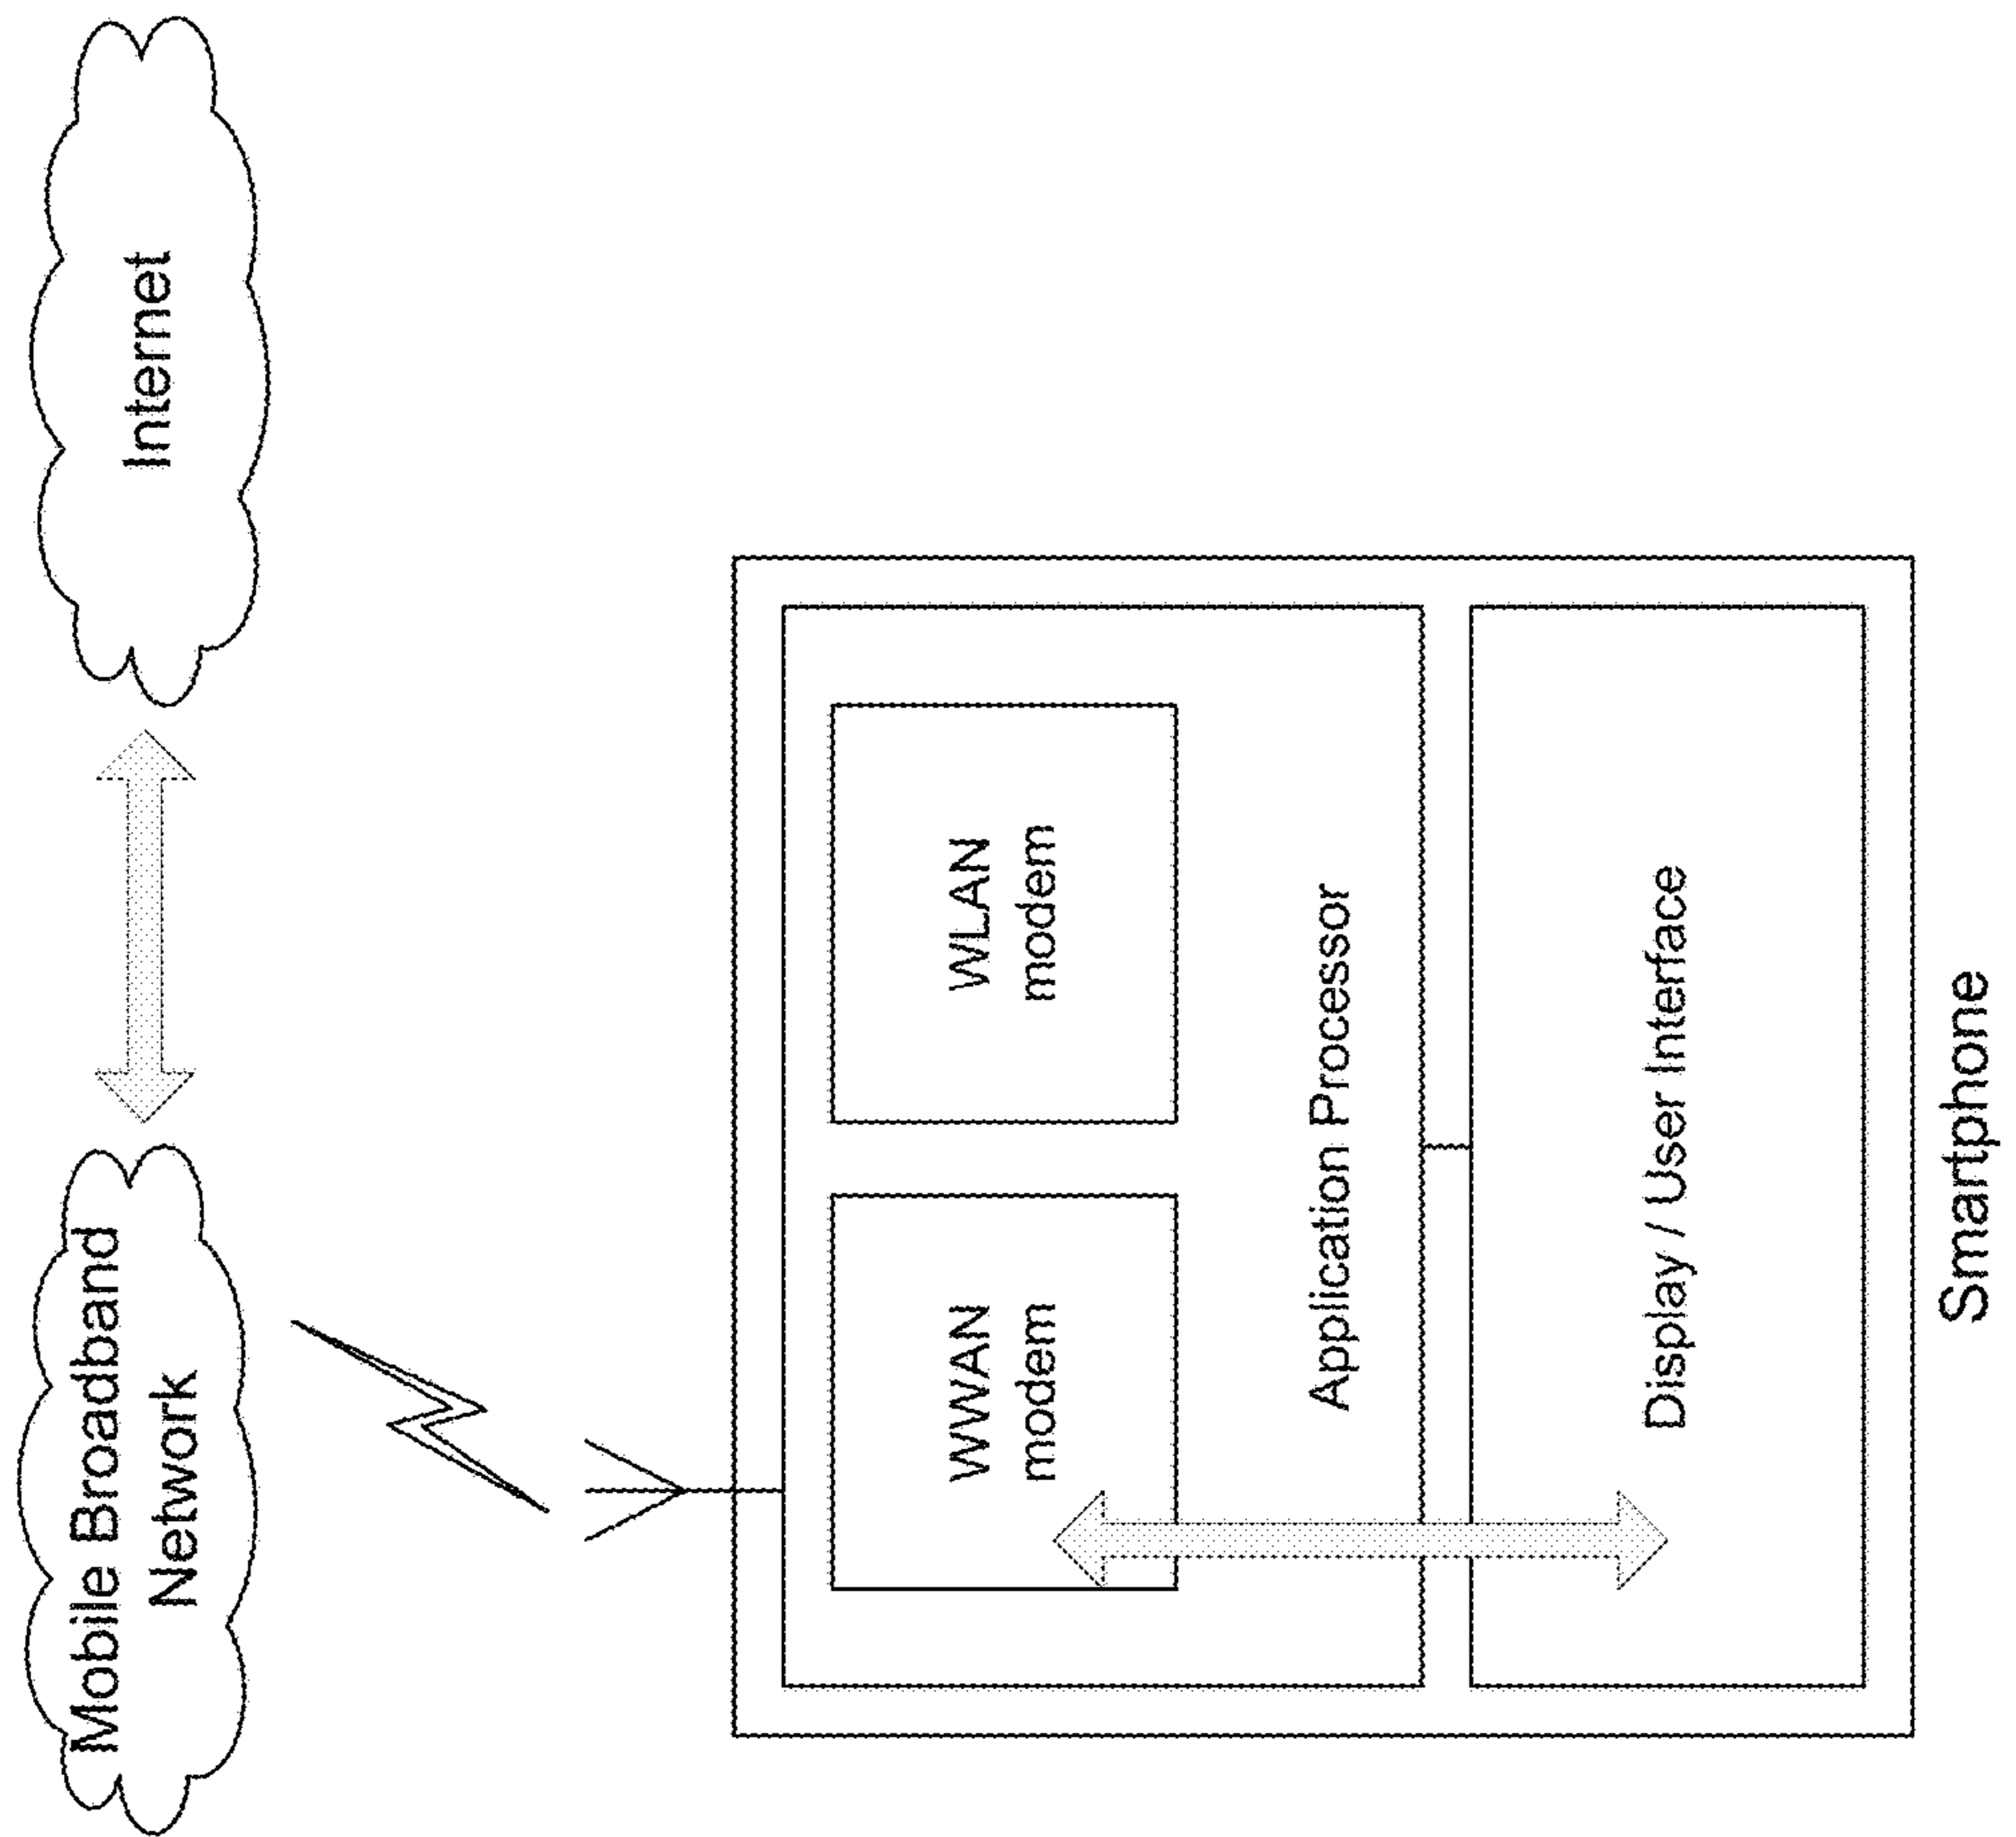 Mobile Broadband
Network
Internet
WWAN
modem
WLAN
modem
Application Processor
Display / User Interface
Smartphone